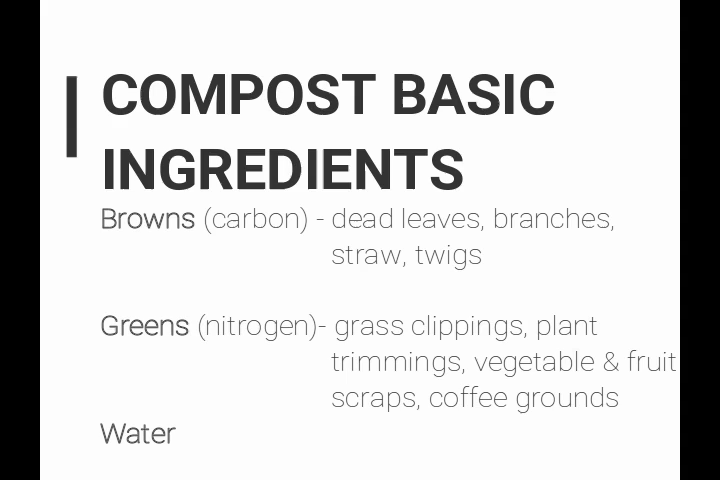 COMPOST BASIC
INGREDIENTS
Browns (carbon) - dead leaves, branches,
straw, twigs
Greens (nitrogen)- grass clippings, plant
trimmings, vegetable & fruit
scraps, coffee grounds
Water